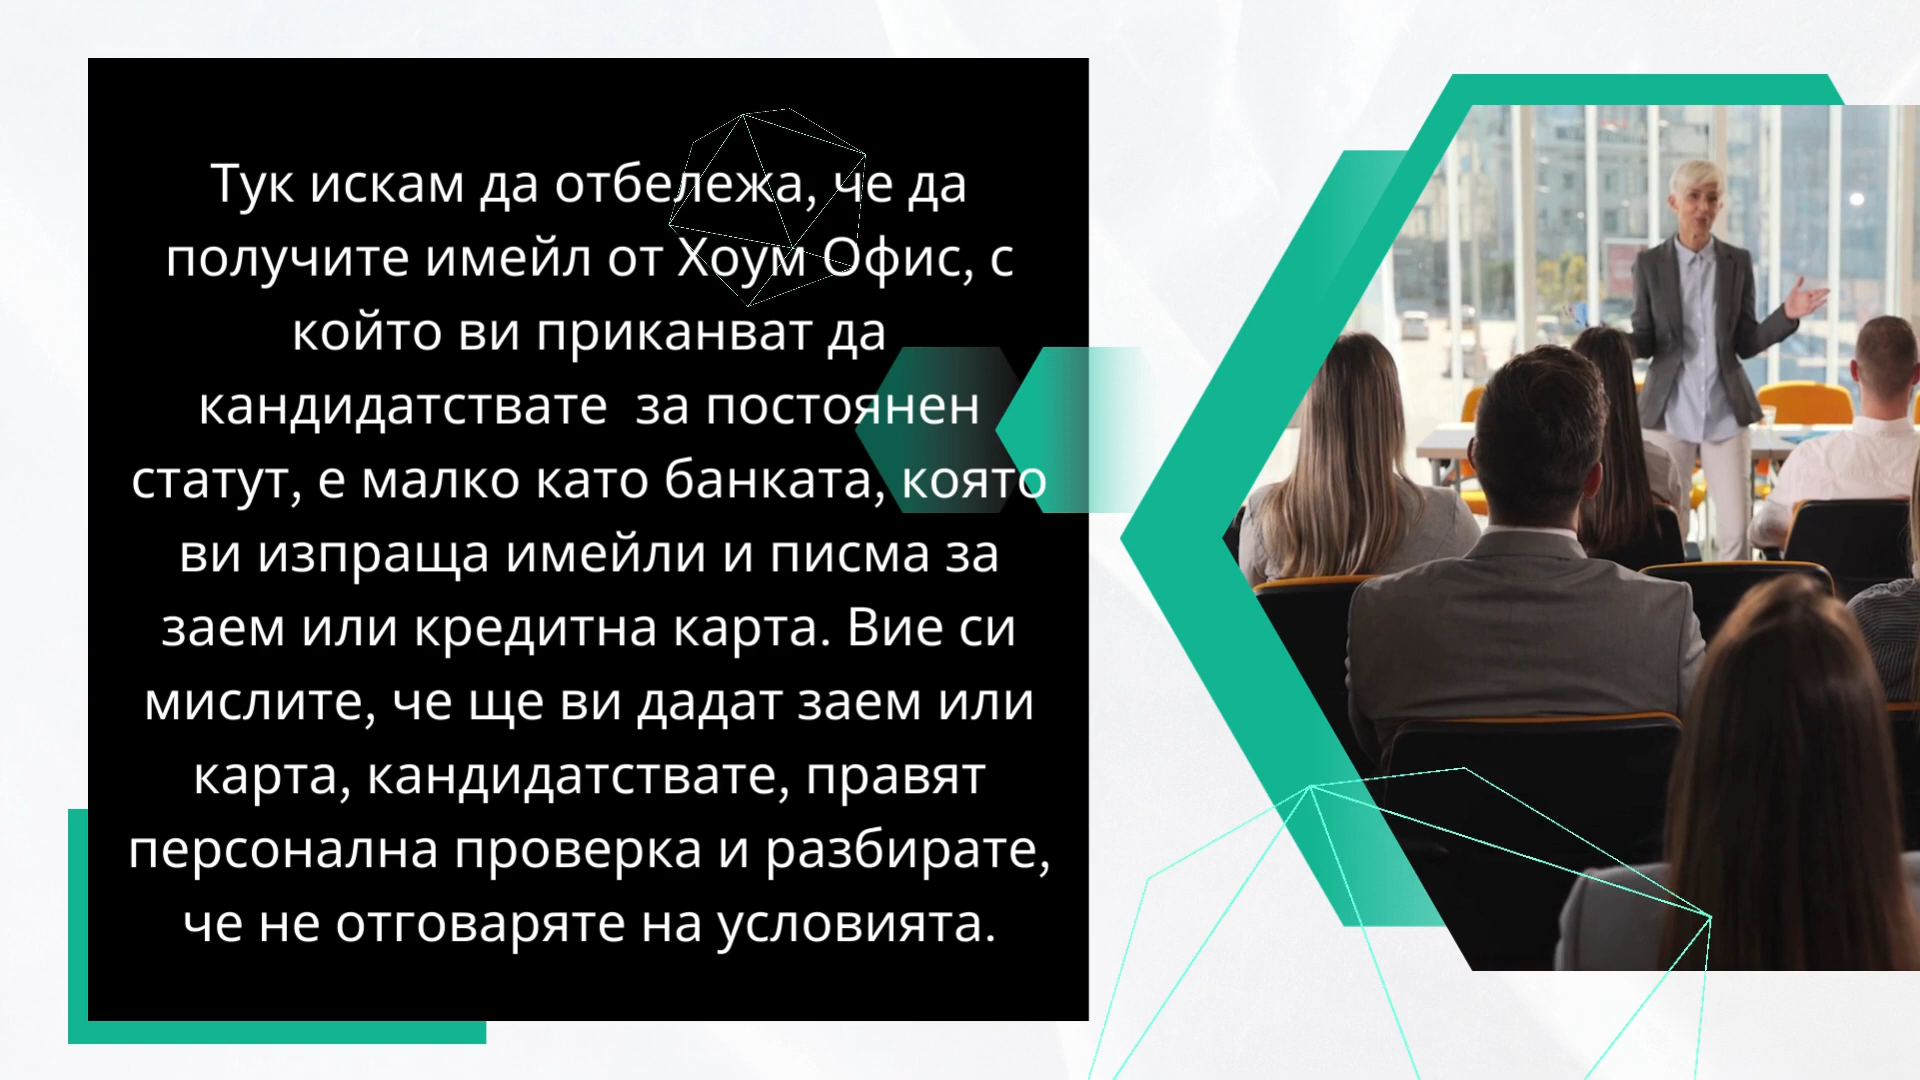 Тук искам да отбележа, че да
получите имейл от Хоум Офис, с
който ви приканват да
кандидатствате  за постоянен
статут, е малко като банката, която
ви изпраща имейли и писма за
заем или кредитна карта. Вие си
мислите, че ще ви дадат заем или
карта, кандидатствате, правят
персонална проверка и разбирате,
че не отговаряте на условията.